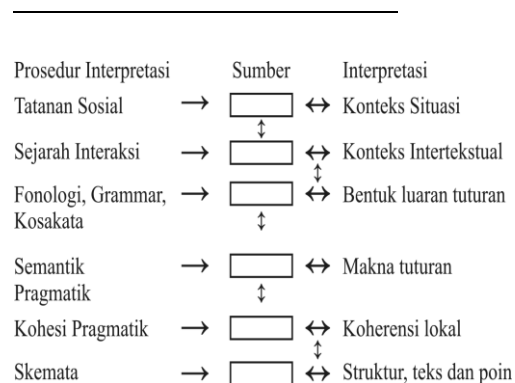 Prosedur Interpretasi Sumber Interpretasi
Tatanan Sosial → ↔ Konteks Situasi
↕
Sejarah Interaksi → ↔ Konteks Intertekstual
↕
Fonologi, Grammar, → ↔ Bentuk luaran tuturan
Kosakata ↕
Semantik → ↔ Makna tuturan
Pragmatik ↕
Kohesi Pragmatik → ↔ Koherensi lokal
↕
Skemata → ↔ Struktur, teks dan poin